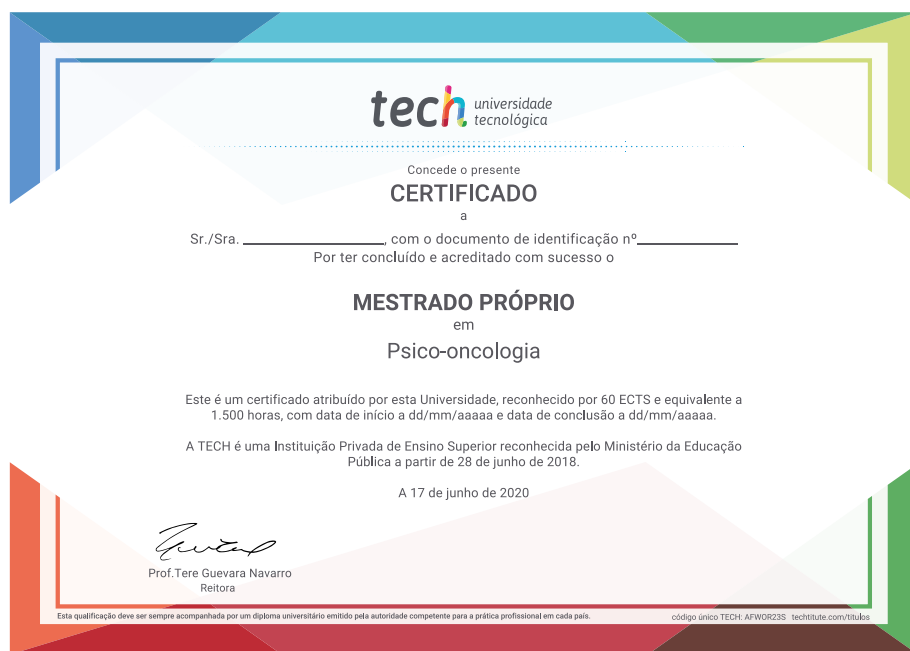 tech universidade
tecnológica
Concede o presente
CERTIFICADO
a
Sr./Sra. ________________, com o documento de identificação nº____________
Por ter concluído e acreditado com sucesso o
MESTRADO PRÓPRIO
em
Psico-oncologia
Este é um certificado atribuído por esta Universidade, reconhecido por 60 ECTS e equivalente a
1.500 horas, com data de início a dd/mm/aaaaa e data de conclusão a dd/mm/aaaaa.
A TECH é uma Instituição Privada de Ensino Superior reconhecida pelo Ministério da Educação
Pública a partir de 28 de junho de 2018.
A 17 de junho de 2020
Prof.Tere Guevara Navarro
Reitora
Esta qualificação deve ser sempre acompanhada por um diploma universitário emitido pela autoridade competente para a prática profissional em cada país.
código único TECH: AFWOR23S techtitute.com/titulos